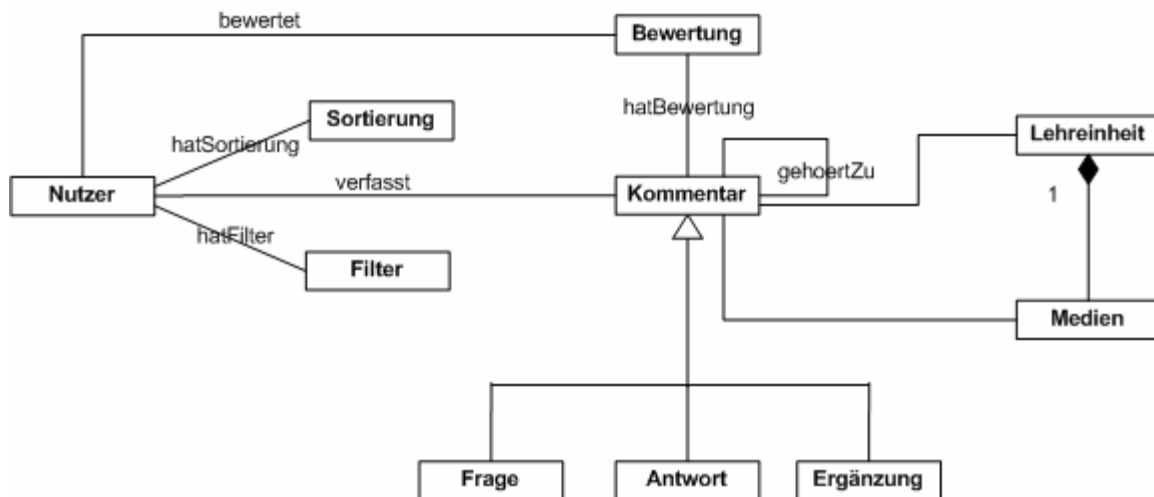 bewertet
Bewertung
hatBewertung
Sortierung
hatSortierung
Lehreinheit
gehoertZu
Nutzer
verfasst
Kommentar
1
hatFilter
Filter
Medien
Frage
Antwort
Ergänzung